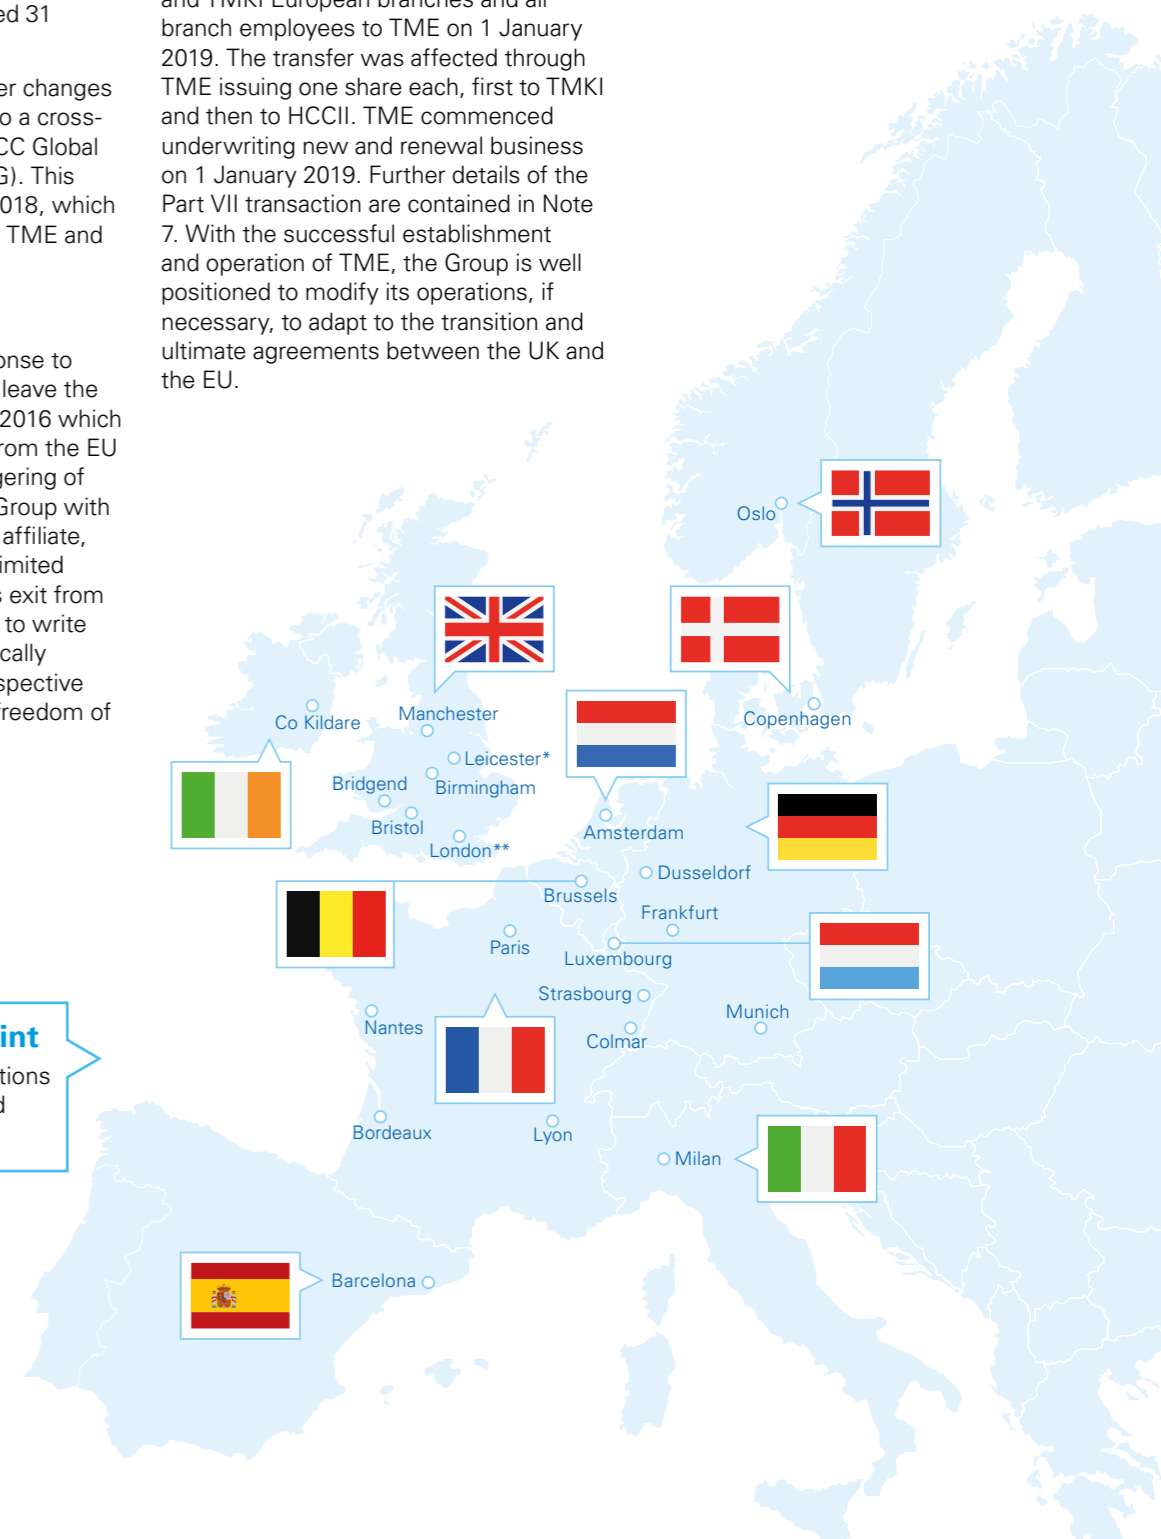 ed 31
er changes
o a cross-
CC Global
G). This
018, which
TME and
onse to
leave the
2016 which
rom the EU
gering of
Group with
affiliate,
imited
s exit from
to write
cally
spective
freedom of
int
tions
d
and TMKI European branches and all
branch employees to TME on 1 January
2019. The transfer was affected through
TME issuing one share each, first to TMKI
and then to HCCII. TME commenced
underwriting new and renewal business
on 1 January 2019. Further details of the
Part VII transaction are contained in Note
7. With the successful establishment
and operation of TME, the Group is well
positioned to modify its operations, if
necessary, to adapt to the transition and
ultimate agreements between the UK and
the EU.
Oslo
Co Kildare
Manchester
Copenhagen
Leicester*
Bridgend
Birmingham
Bristol
Amsterdam
London**
Dusseldorf
Brussels
Frankfurt
Paris
Luxembourg
Strasbourg
Munich
Nantes
Colmar
Bordeaux
Lyon
Milan
Barcelona